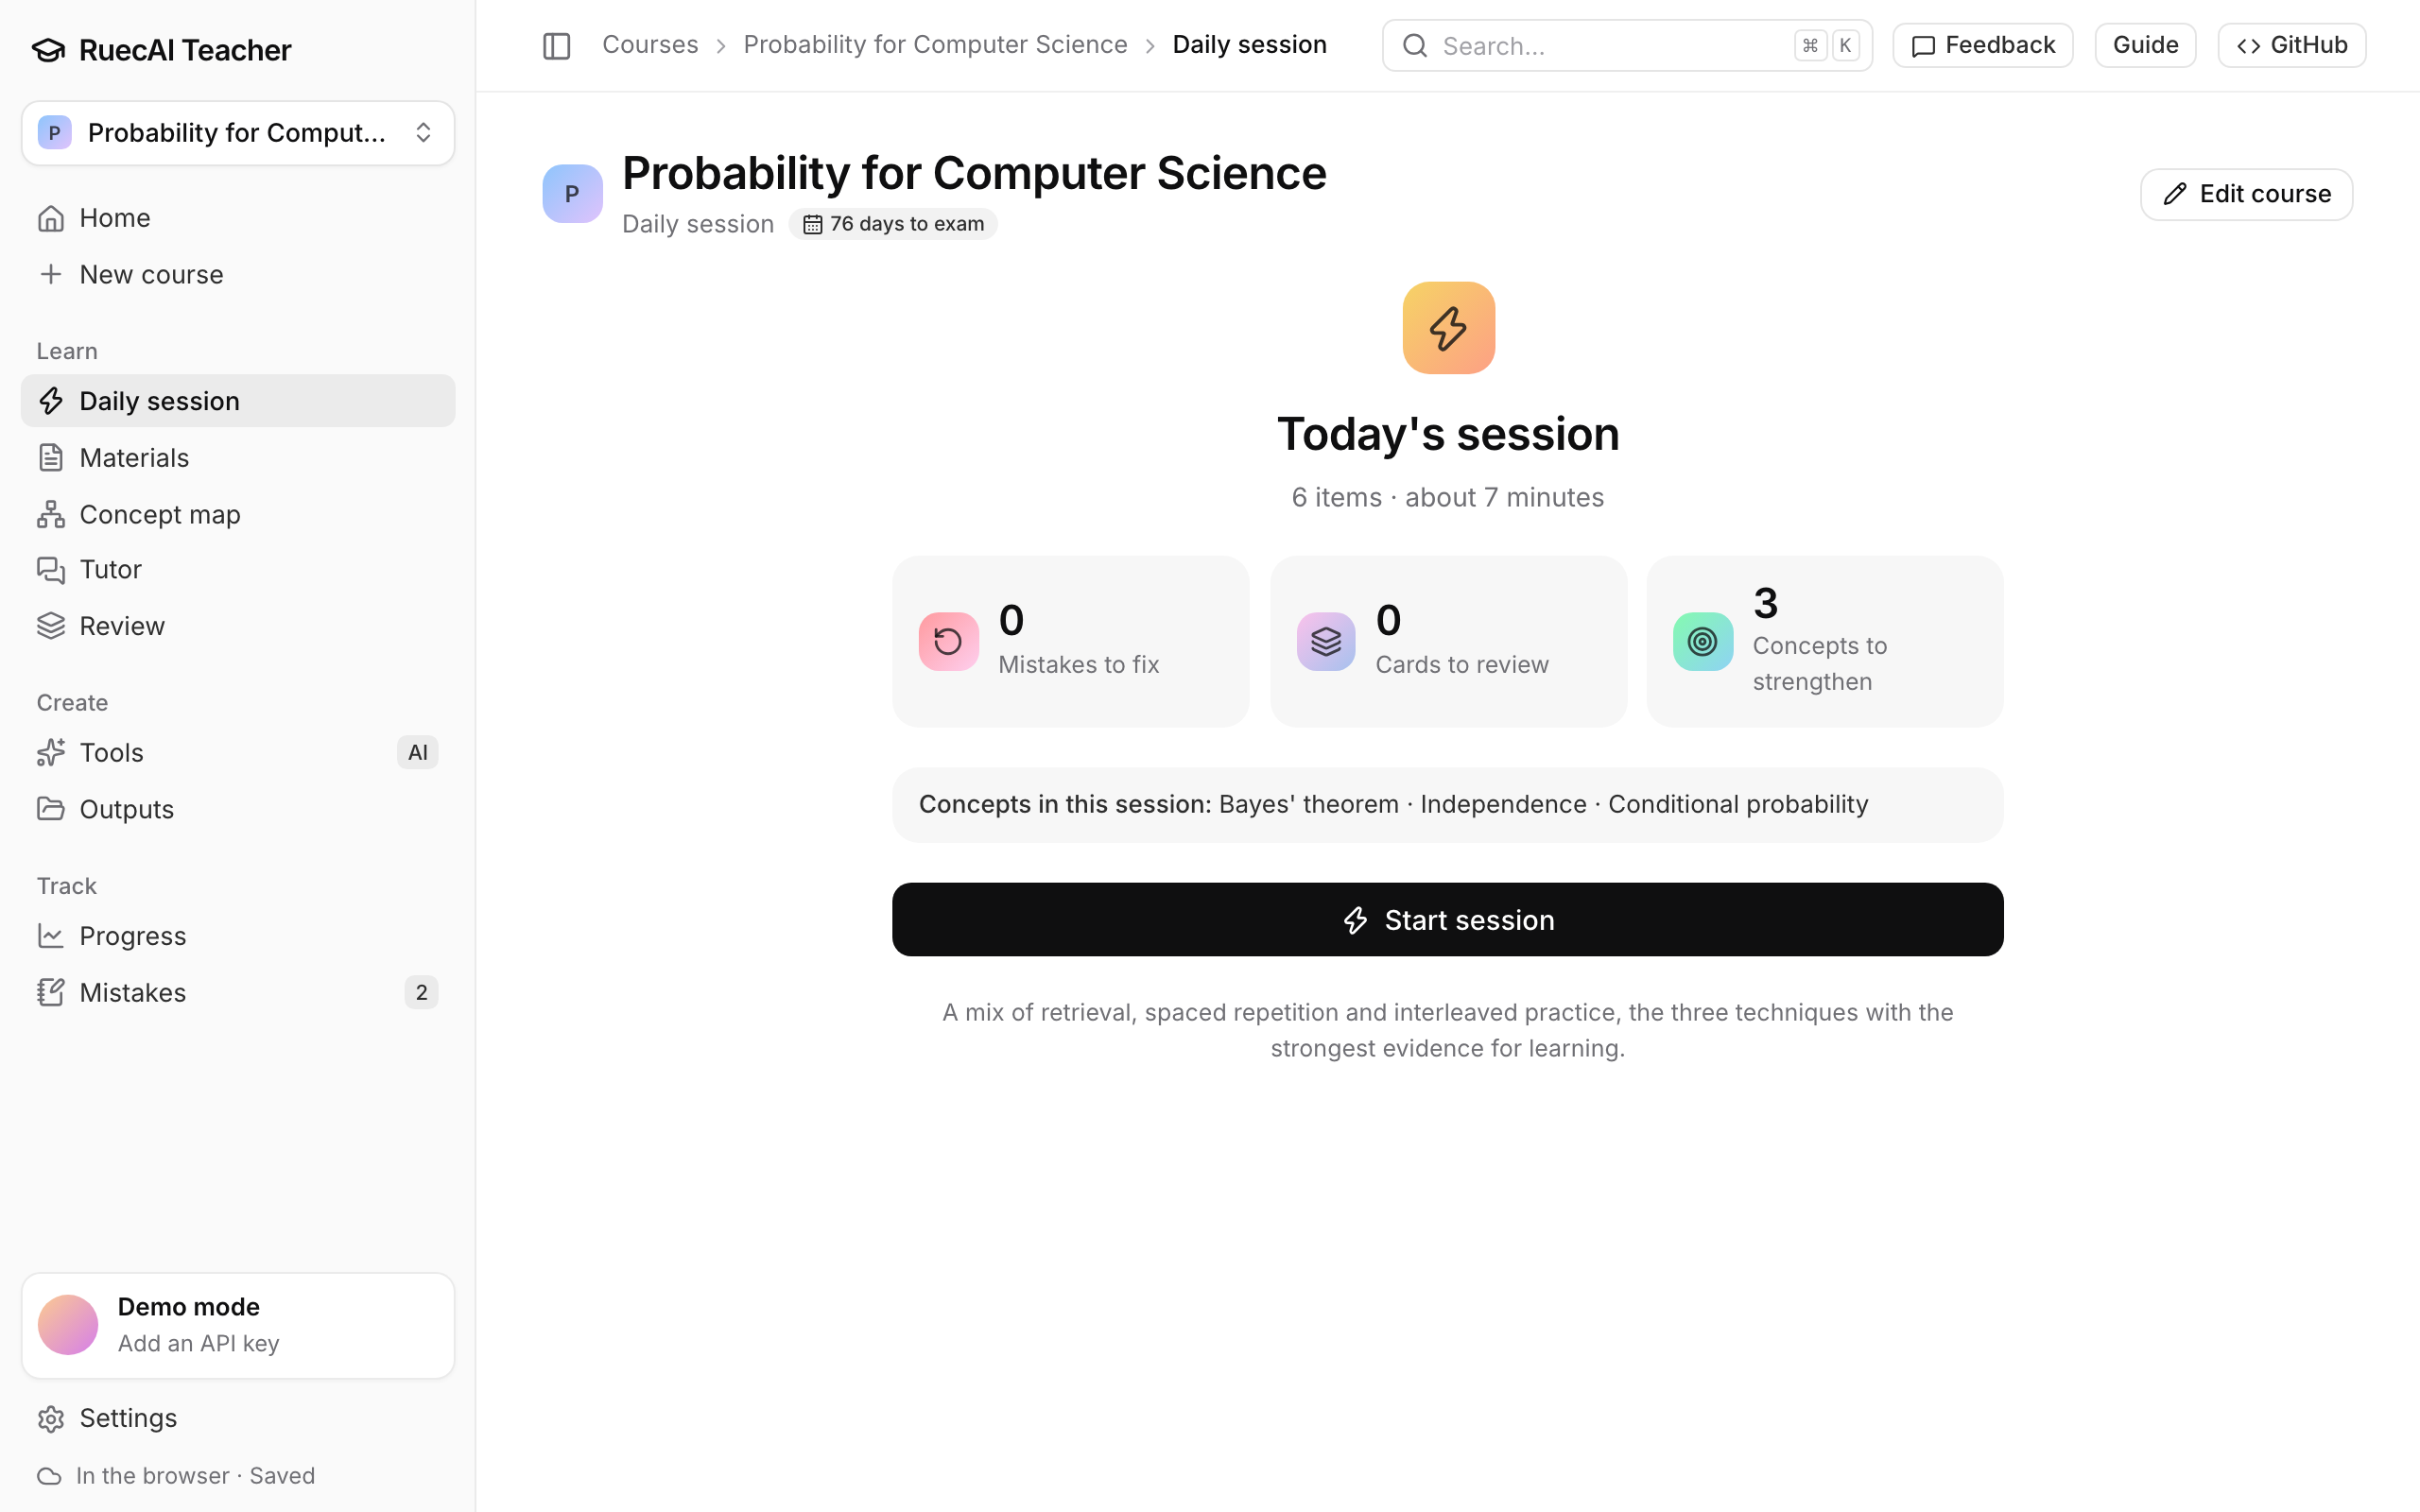 RuecAI Teacher
P Probability for Comput...
Home
New course
Learn
Daily session
Materials
Concept map
Tutor
Review
Create
Tools AI
Outputs
Track
Progress
Mistakes 2
Demo mode
Add an API key
Settings
In the browser · Saved
Courses > Probability for Computer Science > Daily session
Search... ⌘ K
Feedback
Guide
GitHub
P
Probability for Computer Science
Daily session 76 days to exam
Edit course
Today's session
6 items · about 7 minutes
0
Mistakes to fix
0
Cards to review
3
Concepts to
strengthen
Concepts in this session: Bayes' theorem · Independence · Conditional probability
Start session
A mix of retrieval, spaced repetition and interleaved practice, the three techniques with the
strongest evidence for learning.